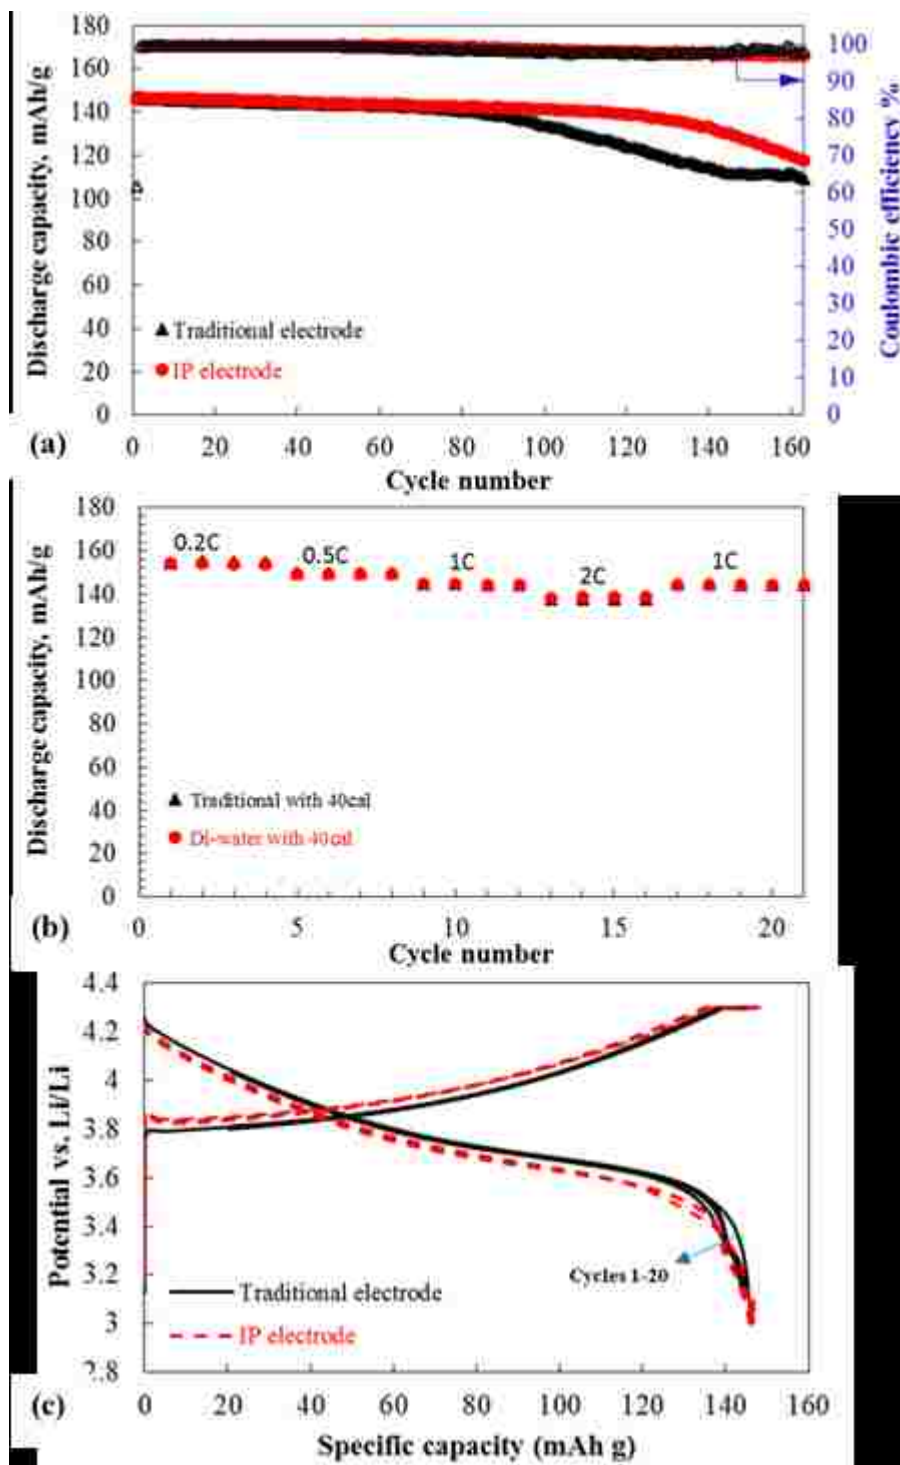 180
160
140
120
100
80
60
40
20
0
Discharge capacity, mAh/g
100
90
80
70
60
50
40
30
20
10
0
Coulombic efficiency %
Traditional electrode
IP electrode
0 20 40 60 80 100 120 140 160
(a)
Cycle number
180
160
140
120
100
80
60
40
20
0
Discharge capacity, mAh/g
0.2C
0.5C
1C
2C
1C
Traditional with 40cal
Di-water with 40cal
0 5 10 15 20
(b)
Cycle number
4.4
4.2
4
3.8
3.6
3.4
3.2
3
2.8
Potential vs. Li/Li
Cycles 1-20
Traditional electrode
IP electrode
0 20 40 60 80 100 120 140 160
(c)
Specific capacity (mAh g)